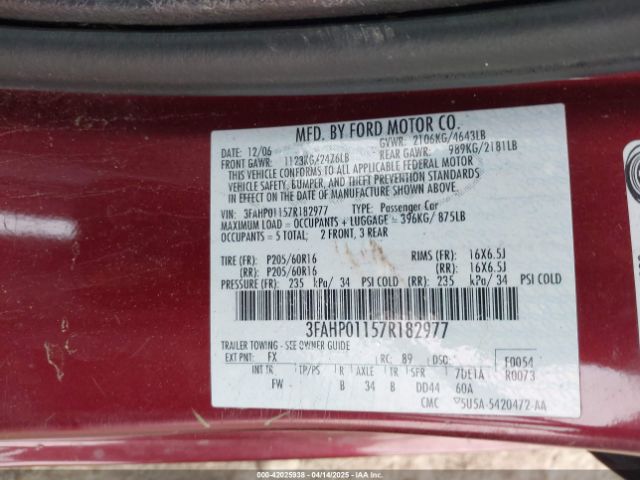 MFD. BY FORD MOTOR CO.
DATE: 12/06 GVWR: 2106KG/4643LB
FRONT GAWR: 1123KG/2476LB REAR GAWR: 989KG/2181LB
THIS VEHICLE CONFORMS TO ALL APPLICABLE FEDERAL MOTOR
VEHICLE SAFETY, BUMPER, AND THEFT PREVENTION STANDARDS
IN EFFECT ON THE DATE OF MANUFACTURE SHOWN ABOVE.
VIN: 3FAHP01157R182977 TYPE: Passenger Car
MAXIMUM LOAD = OCCUPANTS + LUGGAGE = 396KG/ 875LB
OCCUPANTS = 5 TOTAL; 2 FRONT, 3 REAR
TIRE (FR): P205/60R16 RIMS (FR): 16X6.5J
(RR): P205/60R16 (RR): 16X6.5J
PRESSURE (FR): 235 kPa/ 34 PSI COLD (RR): 235 kPa/ 34 PSI COLD
3FAHP01157R182977
TRAILER TOWING - SEE OWNER GUIDE
EXT PNT: FX RC: 89 DSO: F0054
INT TR TP/PS R AXLE TR SPR 7DE1A R0073
FW B 34 B DD44 60A
CMC 5U5A-5420472-AA
000-42025938 04/14/2025 IAAI.com